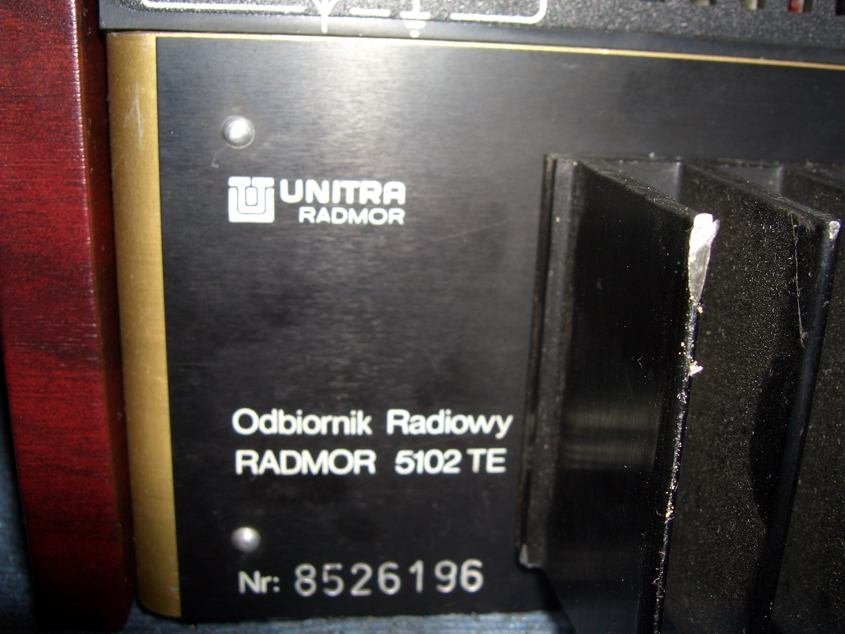 UNITRA
RADMOR
Odbiornik Radiowy
RADMOR 5102 TE
Nr: 8526196